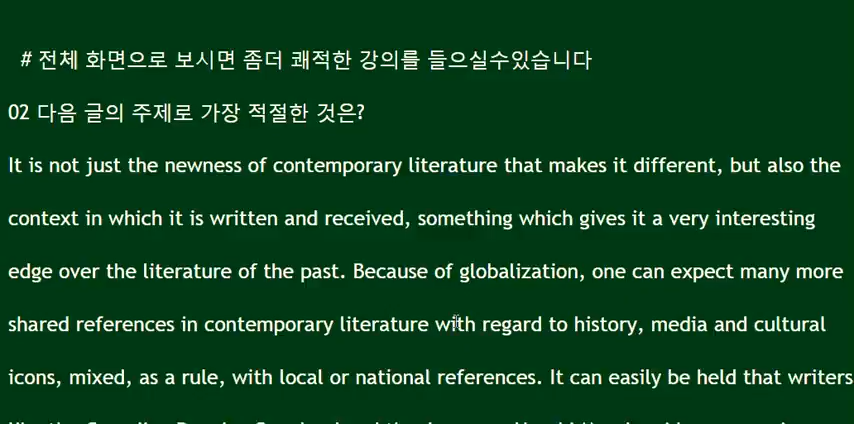 # 전체 화면으로 보시면 좀더 쾌적한 강의를 들으실수있습니다
02 다음 글의 주제로 가장 적절한 것은?
It is not just the newness of contemporary literature that makes it different, but also the
context in which it is written and received, something which gives it a very interesting
edge over the literature of the past. Because of globalization, one can expect many more
shared references in contemporary literature with regard to history, media and cultural
icons, mixed, as a rule, with local or national references. It can easily be held that writers